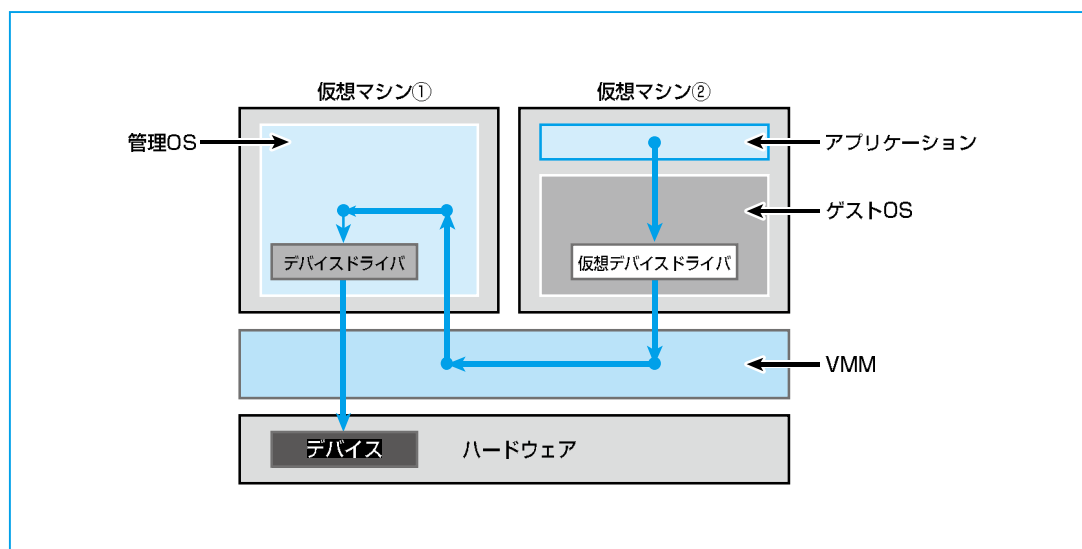 仮想マシン①
仮想マシン②
管理OS
アプリケーション
ゲストOS
デバイスドライバ
仮想デバイスドライバ
VMM
デバイス
ハードウェア